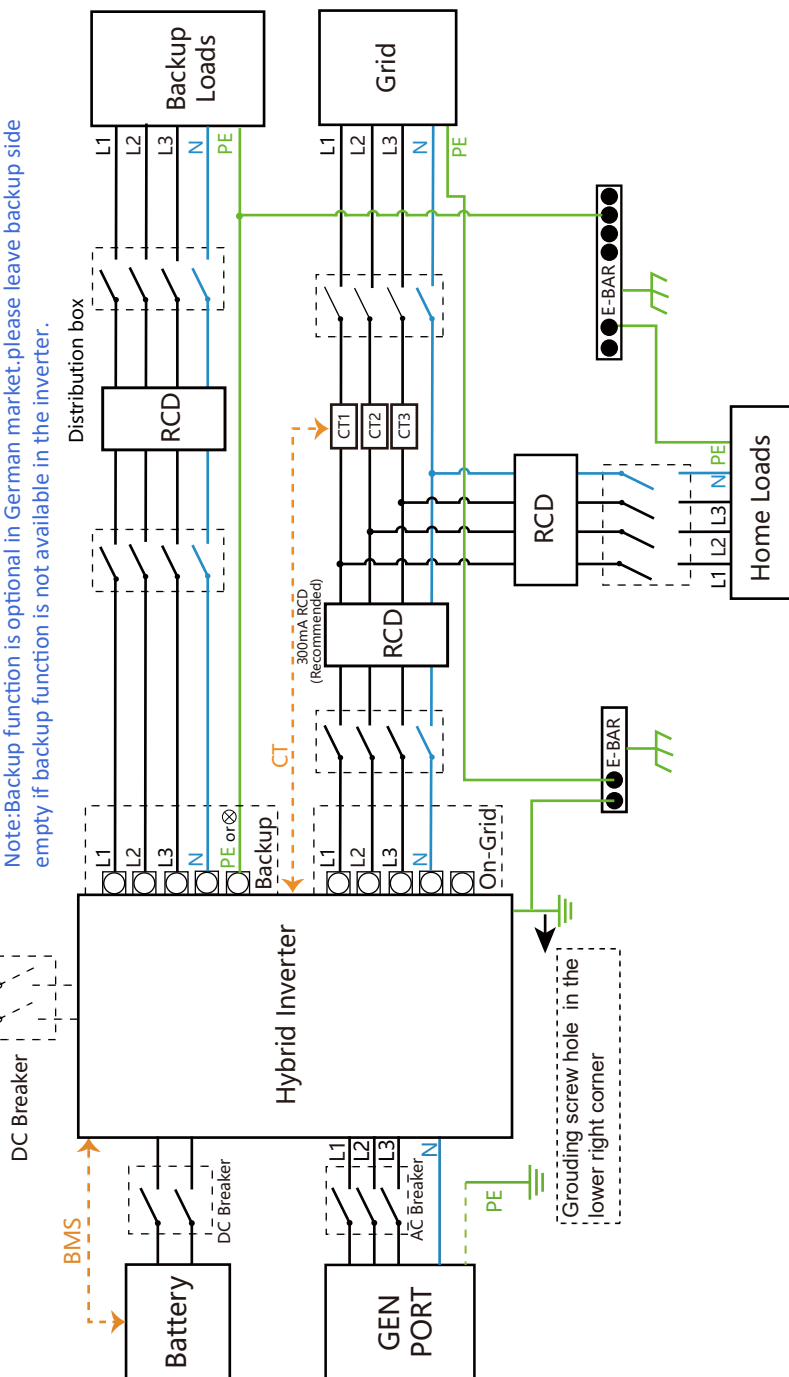 Note:Backup function is optional in German market.please leave backup side
empty if backup function is not available in the inverter.
DC Breaker
Distribution box
BMS
Battery
DC Breaker
Hybrid Inverter
L1
L2
L3
N
PE or
Backup
RCD
L1
L2
L3
N
PE
Backup
Loads
CT
300mA RCD
(Recommended)
GEN
PORT
L1
L2
L3
N
AC Breaker
PE
L1
L2
L3
N
On-Grid
RCD
CT1
CT2
CT3
L1
L2
L3
N
PE
Grid
Grouding screw hole in the
lower right corner
E-BAR
RCD
E-BAR
L1
L2
L3
N
PE
Home Loads